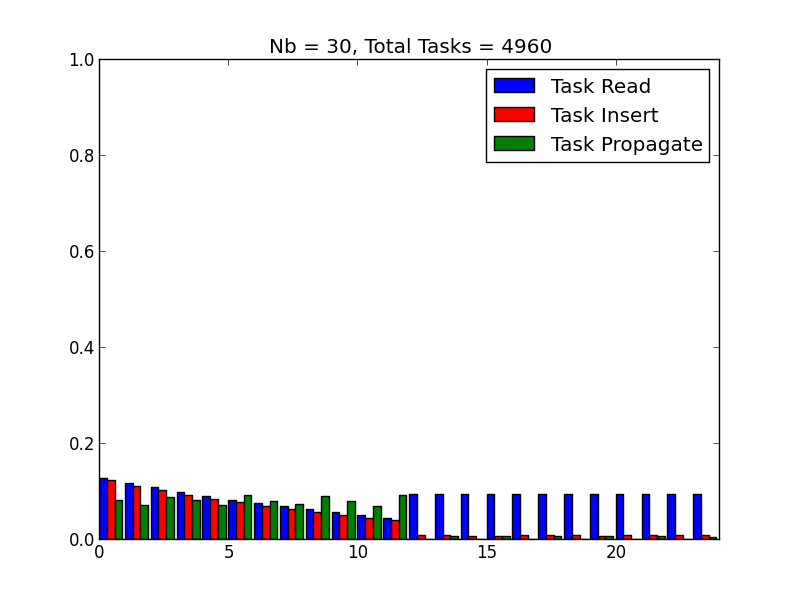 Nb = 30, Total Tasks = 4960
1.0
0.8
0.6
0.4
0.2
0.0
Task Read
Task Insert
Task Propagate
0 5 10 15 20